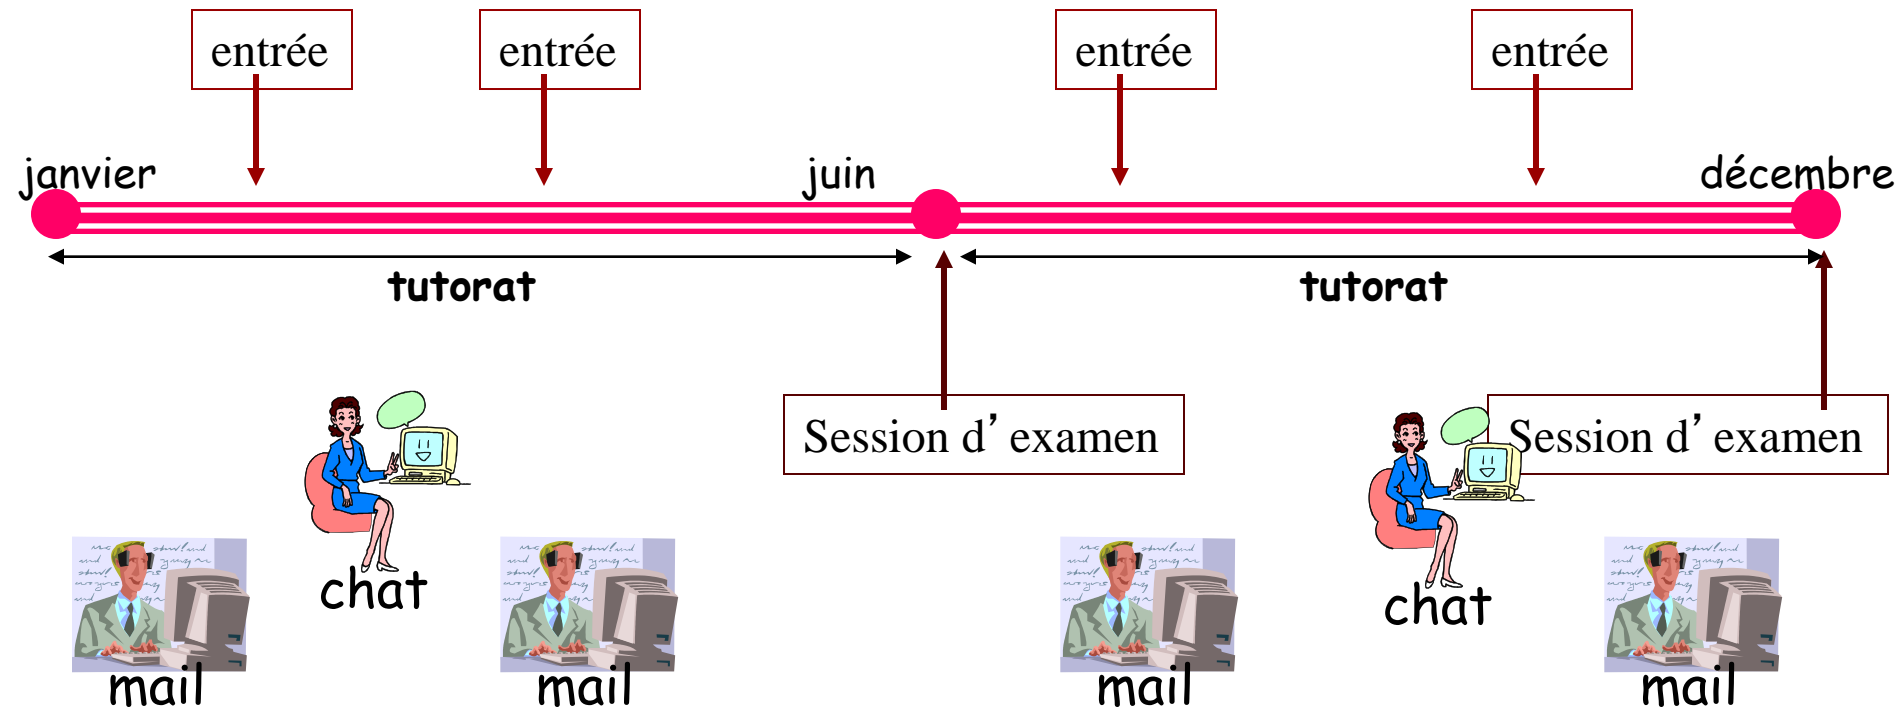 entrée
entrée
entrée
entrée
janvier
juin
décembre
tutorat
tutorat
Session d’ examen
Session d’ examen
chat
chat
mail
mail
mail
mail